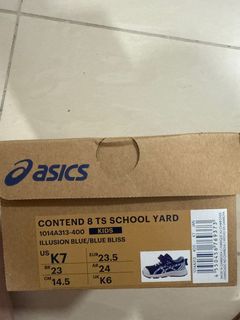 asics
CONTEND 8 TS SCHOOL YARD
1014A313-400 KIDS
ILLUSION BLUE/BLUE BLISS
US K7 EUR 23.5
BR 23 AR 24
CM 14.5 UK K6